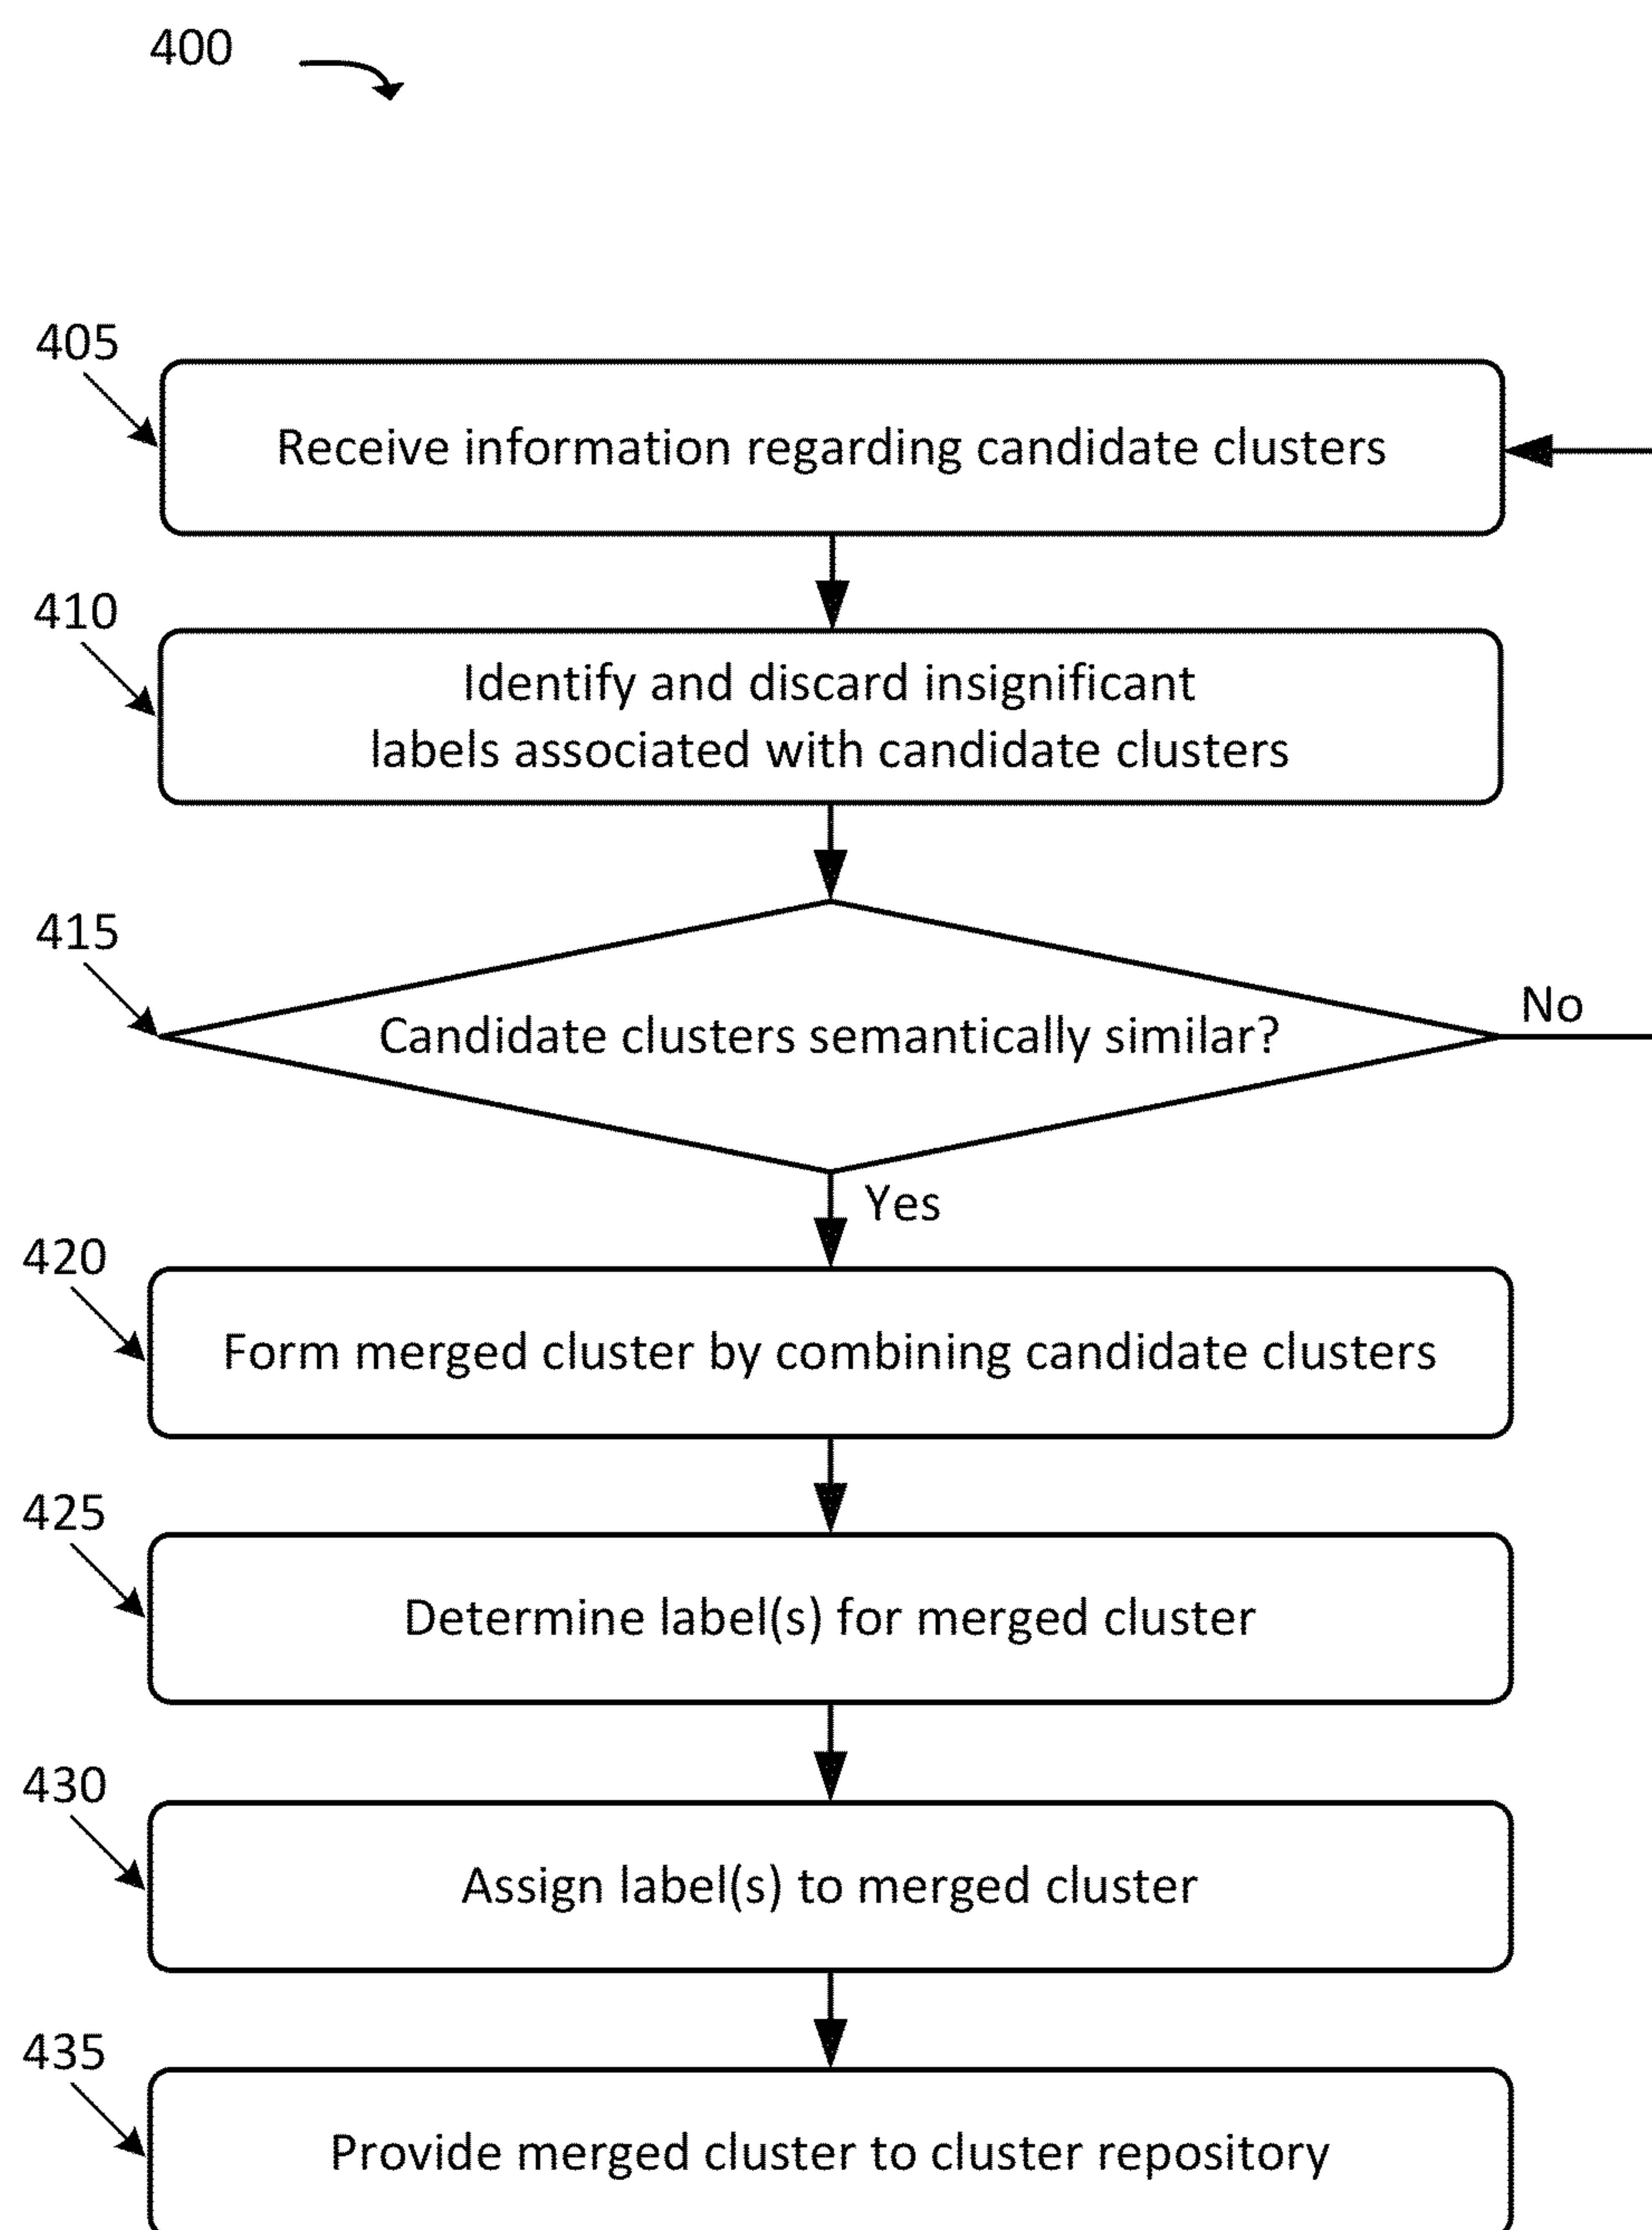 400
405
Receive information regarding candidate clusters
410
Identify and discard insignificant
labels associated with candidate clusters
415
Candidate clusters semantically similar?
No
Yes
420
Form merged cluster by combining candidate clusters
425
Determine label(s) for merged cluster
430
Assign label(s) to merged cluster
435
Provide merged cluster to cluster repository